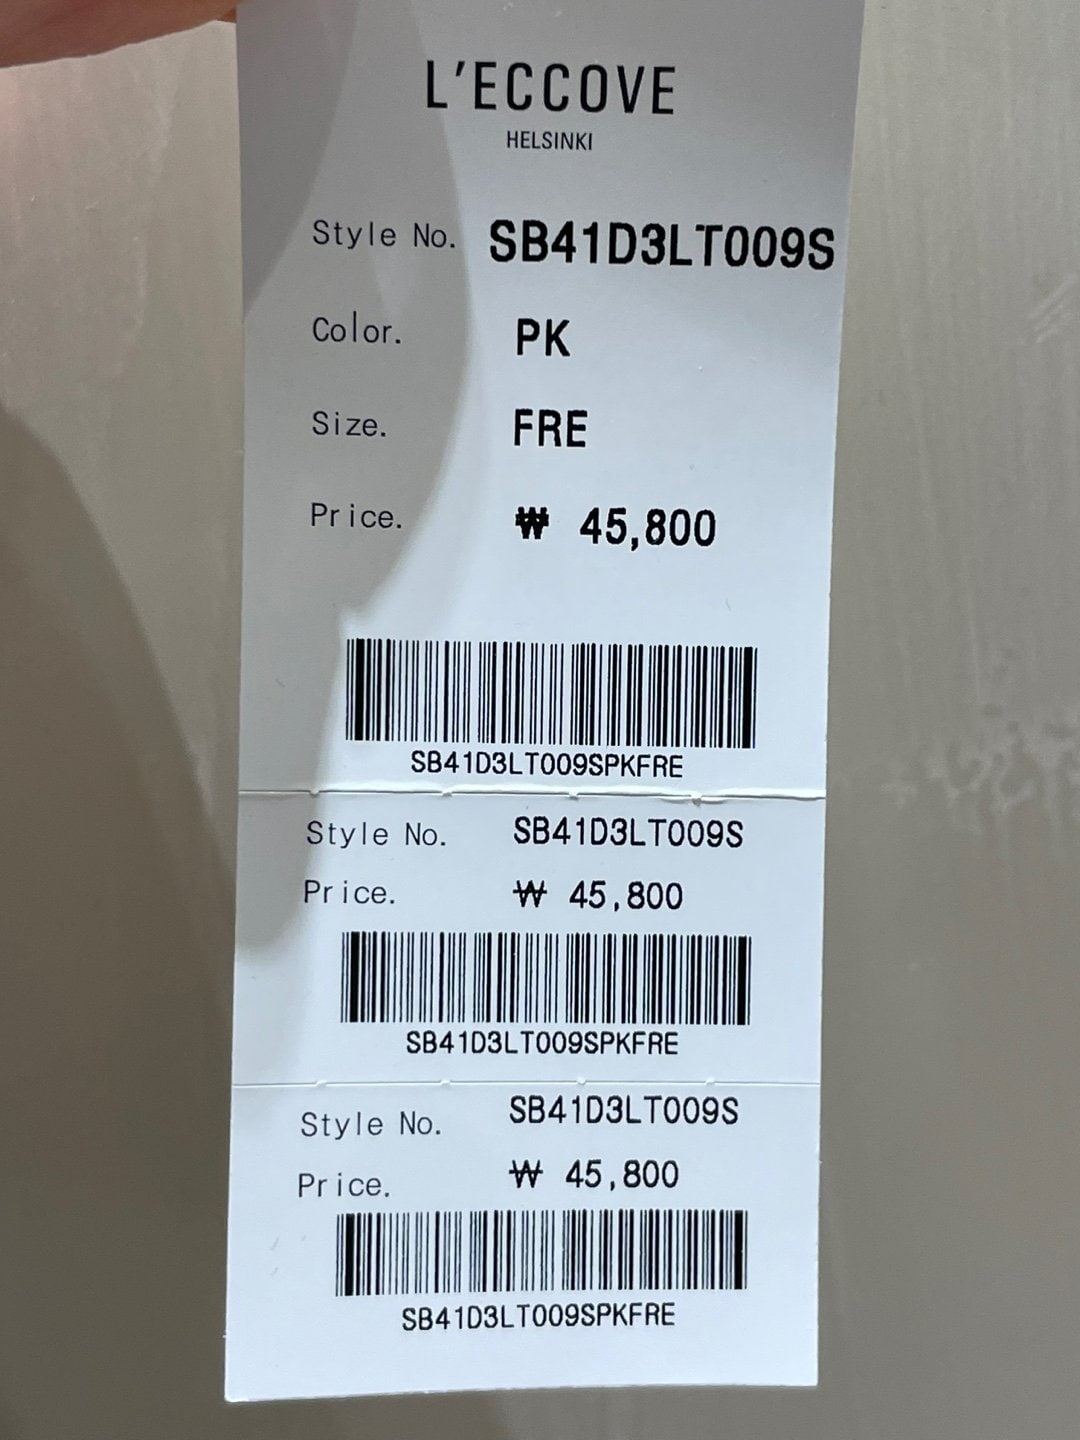 L'ECCOVE
HELSINKI
Style No. SB41D3LT009S
Color. PK
Size. FRE
Price. ₩ 45,800
SB41D3LT009SPKFRE
Style No. SB41D3LT009S
Price. ₩ 45,800
SB41D3LT009SPKFRE
Style No. SB41D3LT009S
Price. ₩ 45,800
SB41D3LT009SPKFRE